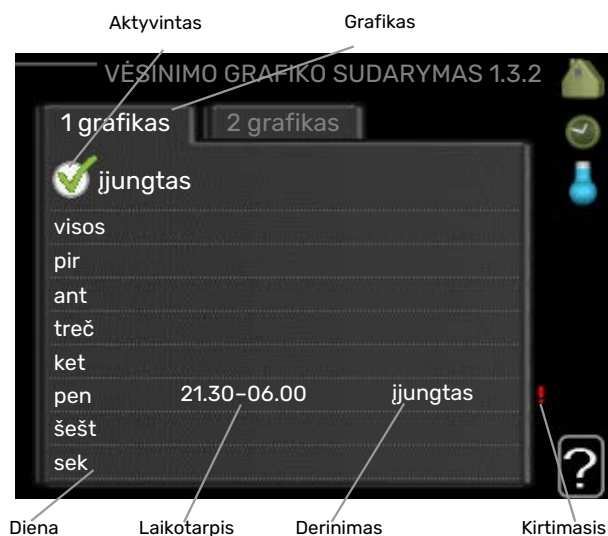 Aktyvintas Grafikas
VĖSINIMO GRAFIKO SUDARYMAS 1.3.2
1 grafikas 2 grafikas
įjungtas
visos
pir
ant
treč
ket
pen 21.30–06.00 įjungtas !
šešt
sek
?
Diena Laikotarpis Derinimas Kirtimasis